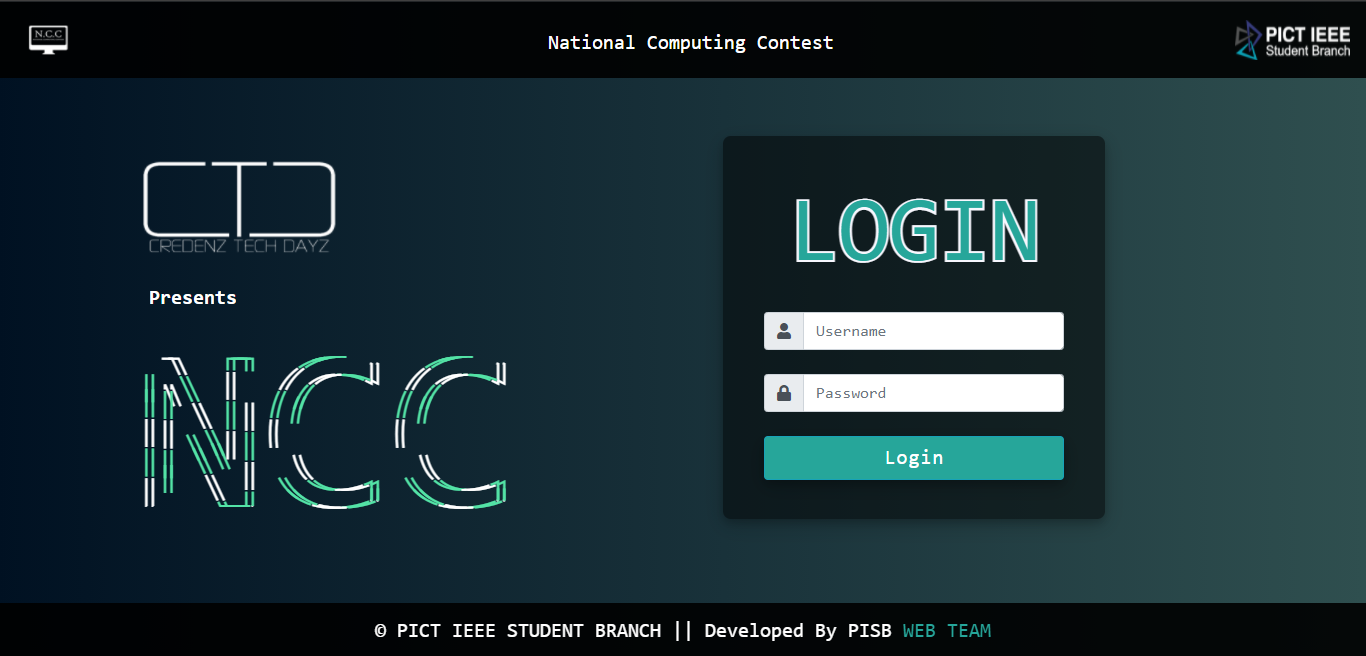 N.C.C
National Computing Contest
PICT IEEE
Student Branch
CTD
CREDENZ TECH DAYZ
Presents
NCC
LOGIN
Username
Password
Login
© PICT IEEE STUDENT BRANCH || Developed By PISB WEB TEAM